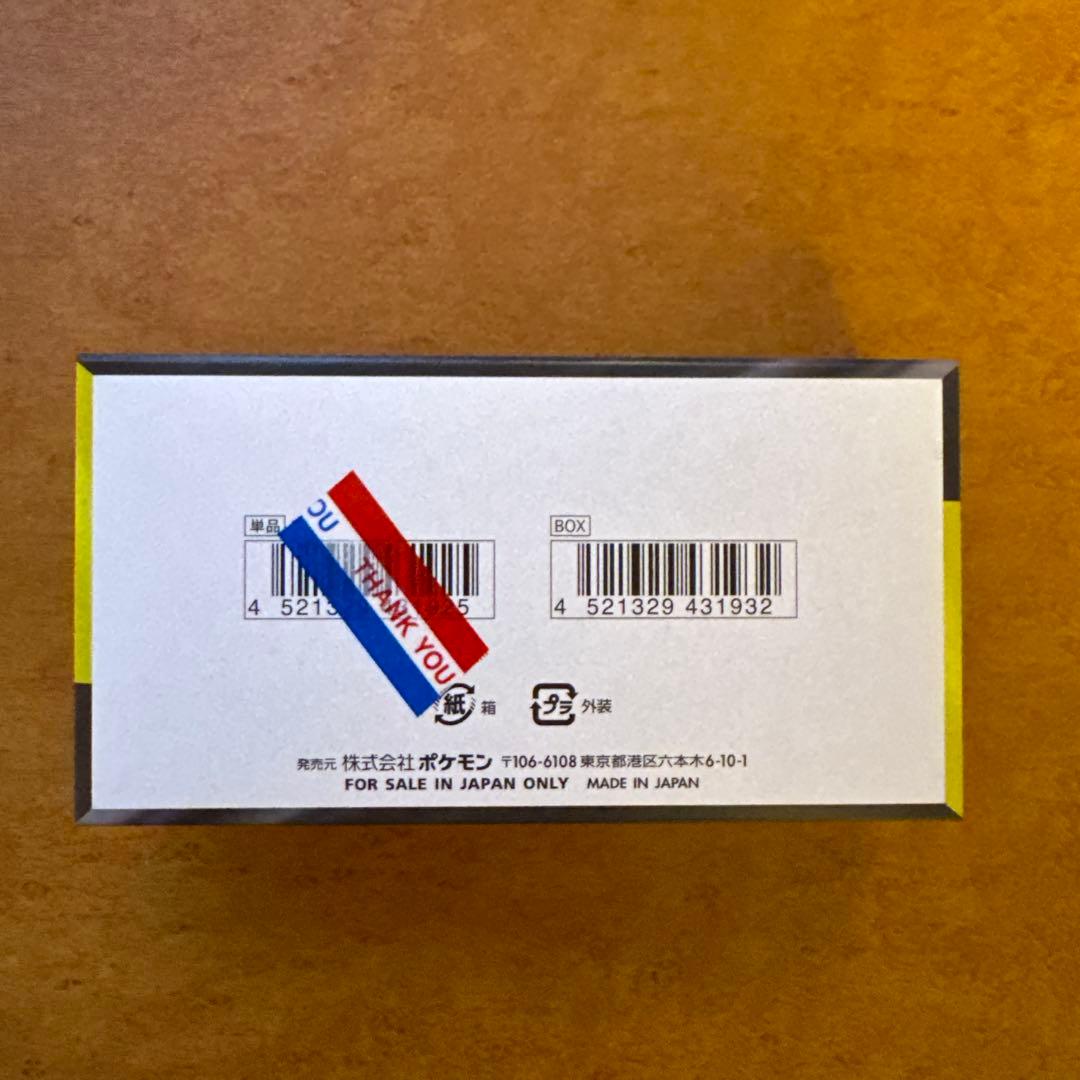 単品
BOX
OU
THANK YOU
4 521329 431932
紙 箱
プラ 外装
発売元 株式会社ポケモン 〒106-6108 東京都港区六本木6-10-1
FOR SALE IN JAPAN ONLY MADE IN JAPAN